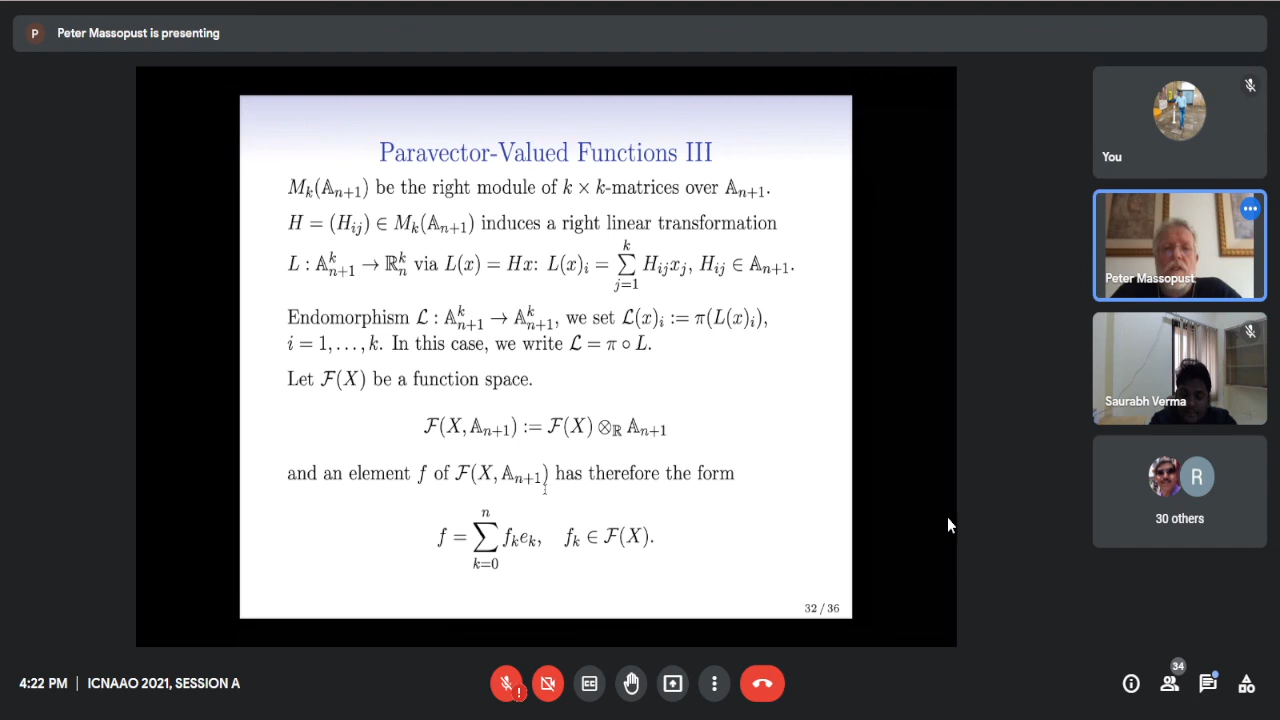 P Peter Massopust is presenting
Paravector-Valued Functions III
M_k(𝔸_{n+1}) be the right module of k × k-matrices over 𝔸_{n+1}.
H = (H_{ij}) ∈ M_k(𝔸_{n+1}) induces a right linear transformation
L : 𝔸^k_{n+1} → ℝ^k_n via L(x) = Hx: L(x)_i = ∑_{j=1}^{k} H_{ij}x_j, H_{ij} ∈ 𝔸_{n+1}.
Endomorphism ℒ : 𝔸^k_{n+1} → 𝔸^k_{n+1}, we set ℒ(x)_i := π(L(x)_i),
i = 1, . . . , k. In this case, we write ℒ = π ∘ L.
Let ℱ(X) be a function space.
ℱ(X, 𝔸_{n+1}) := ℱ(X) ⊗_ℝ 𝔸_{n+1}
and an element f of ℱ(X, 𝔸_{n+1}) has therefore the form
f = ∑_{k=0}^{n} f_k e_k, f_k ∈ ℱ(X).
32 / 36
You
Peter Massopust
Saurabh Verma
R
30 others
4:22 PM | ICNAAO 2021, SESSION A
CC
34